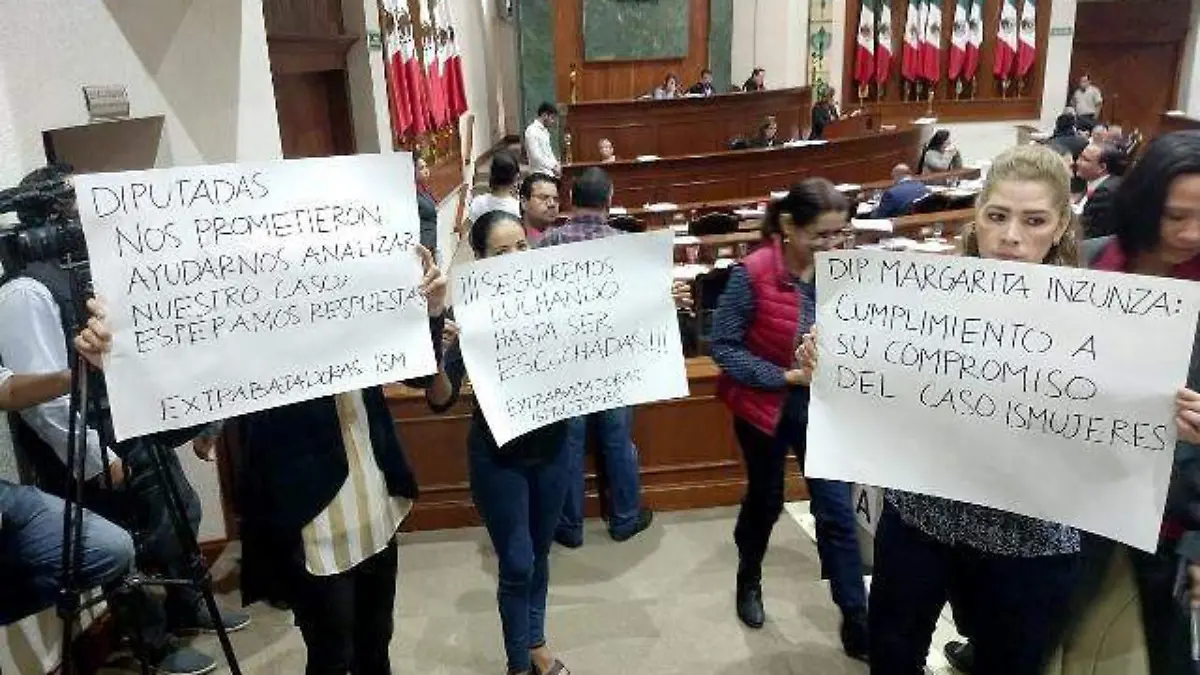 DIPUTADAS
NOS PROMETIERON
AYUDARNOS ANALIZAR
NUESTRO CASO,
ESPERAMOS RESPUESTAS
EXTRABAJADORAS ISM
!!! SEGUIREMOS
LUCHANDO
HASTA SER
ESCUCHADAS!!!
EXTRABAJADORAS
DIP. MARGARITA INZUNZA:
CUMPLIMIENTO A
SU COMPROMISO
DEL CASO ISMUJERES
A